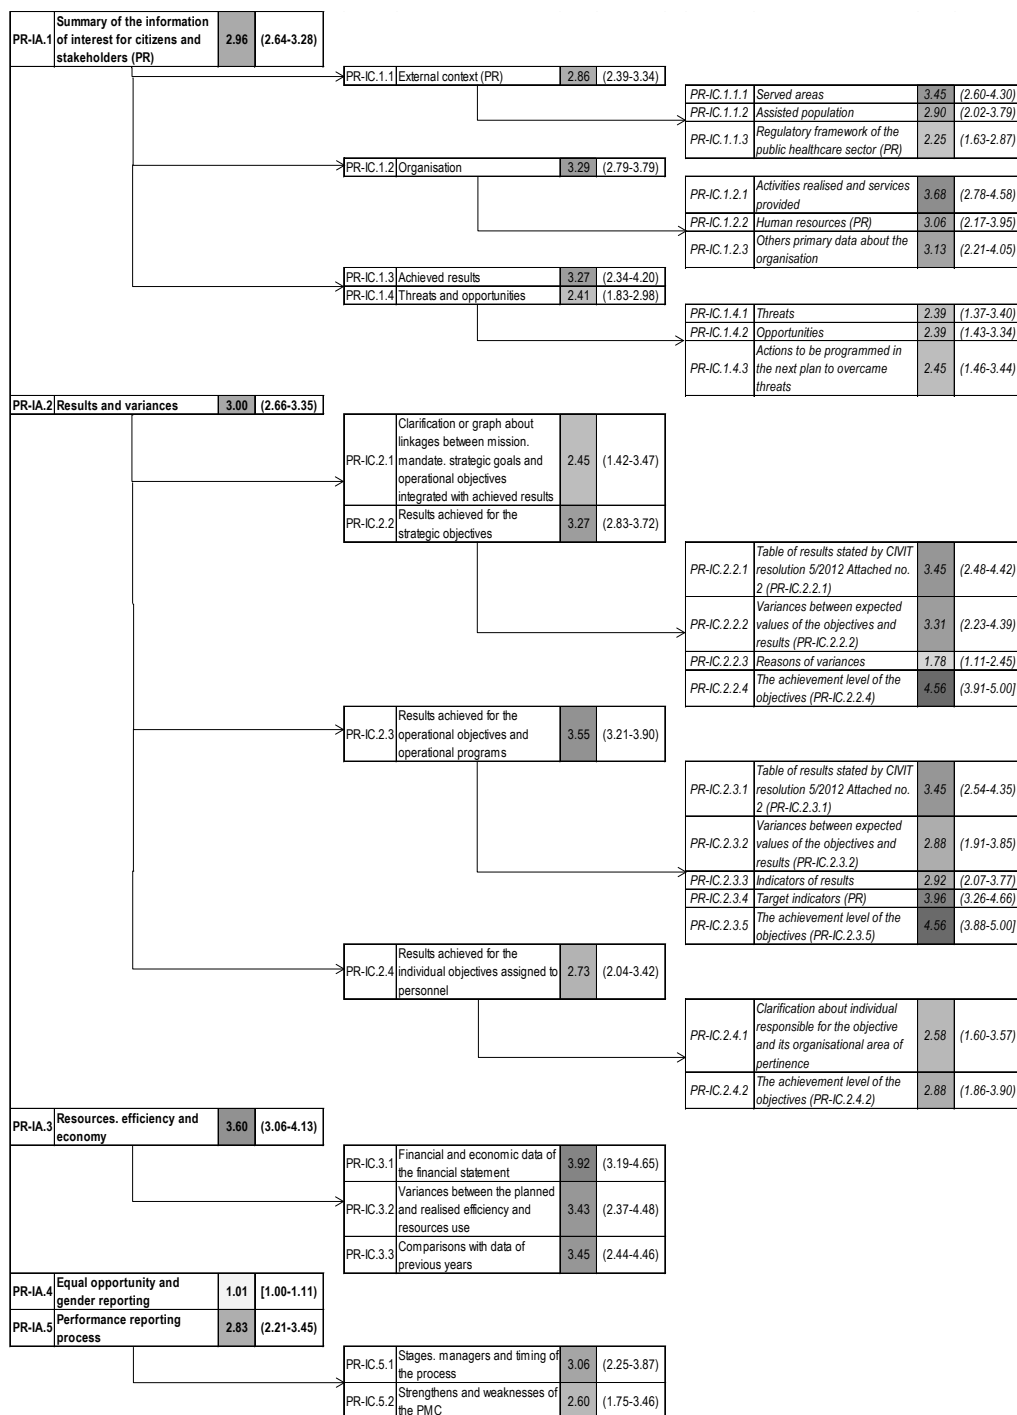 Summary of the information
PR-IA.1 of interest for citizens and 2.96 (2.64-3.28)
stakeholders (PR)
PR-IC.1.1 External context (PR) 2.86 (2.39-3.34)
PR-IC.1.1.1 Served areas 3.45 (2.60-4.30)
PR-IC.1.1.2 Assisted population 2.90 (2.02-3.79)
PR-IC.1.1.3 Regulatory framework of the 2.25 (1.63-2.87)
public healthcare sector (PR)
PR-IC.1.2 Organisation 3.29 (2.79-3.79)
PR-IC.1.2.1 Activities realised and services 3.68 (2.78-4.58)
provided
PR-IC.1.2.2 Human resources (PR) 3.06 (2.17-3.95)
PR-IC.1.2.3 Others primary data about the 3.13 (2.21-4.05)
organisation
PR-IC.1.3 Achieved results 3.27 (2.34-4.20)
PR-IC.1.4 Threats and opportunities 2.41 (1.83-2.98)
PR-IC.1.4.1 Threats 2.39 (1.37-3.40)
PR-IC.1.4.2 Opportunities 2.39 (1.43-3.34)
Actions to be programmed in
PR-IC.1.4.3 the next plan to overcame 2.45 (1.46-3.44)
threats
PR-IA.2 Results and variances 3.00 (2.66-3.35)
Clarification or graph about
linkages between mission.
PR-IC.2.1 mandate. strategic goals and 2.45 (1.42-3.47)
operational objectives
integrated with achieved results
PR-IC.2.2 Results achieved for the 3.27 (2.83-3.72)
strategic objectives
Table of results stated by CIVIT
PR-IC.2.2.1 resolution 5/2012 Attached no. 3.45 (2.48-4.42)
2 (PR-IC.2.2.1)
Variances between expected
PR-IC.2.2.2 values of the objectives and 3.31 (2.23-4.39)
results (PR-IC.2.2.2)
PR-IC.2.2.3 Reasons of variances 1.78 (1.11-2.45)
PR-IC.2.2.4 The achievement level of the 4.56 (3.91-5.00]
objectives (PR-IC.2.2.4)
Results achieved for the
PR-IC.2.3 operational objectives and 3.55 (3.21-3.90)
operational programs
Table of results stated by CIVIT
PR-IC.2.3.1 resolution 5/2012 Attached no. 3.45 (2.54-4.35)
2 (PR-IC.2.3.1)
Variances between expected
PR-IC.2.3.2 values of the objectives and 2.88 (1.91-3.85)
results (PR-IC.2.3.2)
PR-IC.2.3.3 Indicators of results 2.92 (2.07-3.77)
PR-IC.2.3.4 Target indicators (PR) 3.96 (3.26-4.66)
PR-IC.2.3.5 The achievement level of the 4.56 (3.88-5.00]
objectives (PR-IC.2.3.5)
Results achieved for the
PR-IC.2.4 individual objectives assigned to 2.73 (2.04-3.42)
personnel
Clarification about individual
PR-IC.2.4.1 responsible for the objective 2.58 (1.60-3.57)
and its organisational area of
pertinence
PR-IC.2.4.2 The achievement level of the 2.88 (1.86-3.90)
objectives (PR-IC.2.4.2)
PR-IA.3 Resources. efficiency and 3.60 (3.06-4.13)
economy
PR-IC.3.1 Financial and economic data of 3.92 (3.19-4.65)
the financial statement
Variances between the planned
PR-IC.3.2 and realised efficiency and 3.43 (2.37-4.48)
resources use
PR-IC.3.3 Comparisons with data of 3.45 (2.44-4.46)
previous years
PR-IA.4 Equal opportunity and 1.01 [1.00-1.11)
gender reporting
PR-IA.5 Performance reporting 2.83 (2.21-3.45)
process
PR-IC.5.1 Stages. managers and timing of 3.06 (2.25-3.87)
the process
PR-IC.5.2 Strengthens and weaknesses of 2.60 (1.75-3.46)
the PMC